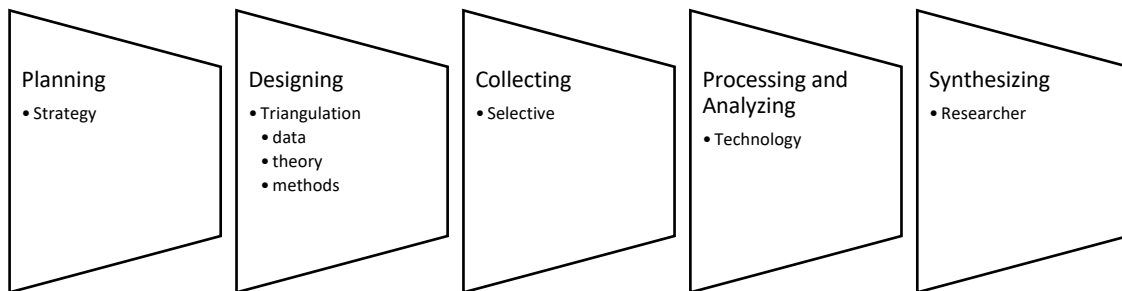 Planning
• Strategy
Designing
• Triangulation
• data
• theory
• methods
Collecting
• Selective
Processing and
Analyzing
• Technology
Synthesizing
• Researcher